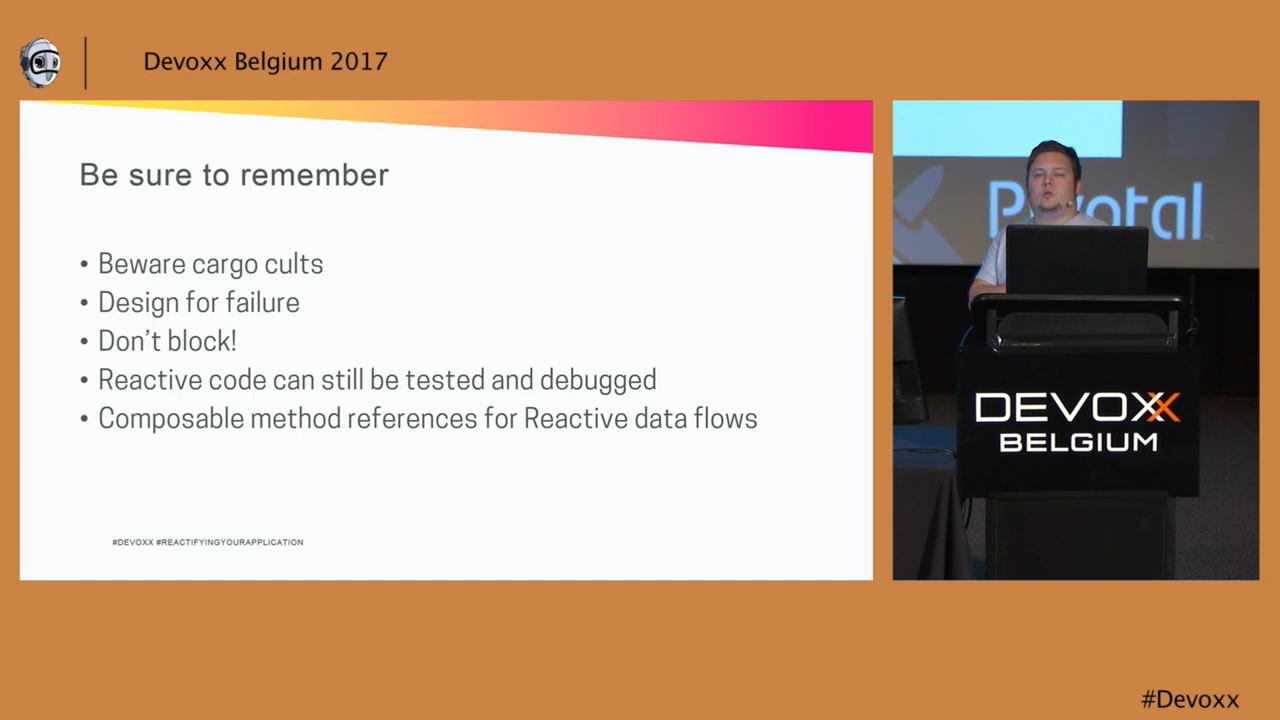 Devoxx Belgium 2017
Be sure to remember
• Beware cargo cults
• Design for failure
• Don’t block!
• Reactive code can still be tested and debugged
• Composable method references for Reactive data flows
#DEVOXX #REACTIFYINGYOURAPPLICATION
Pivotal
DEVOXX
BELGIUM
#Devoxx